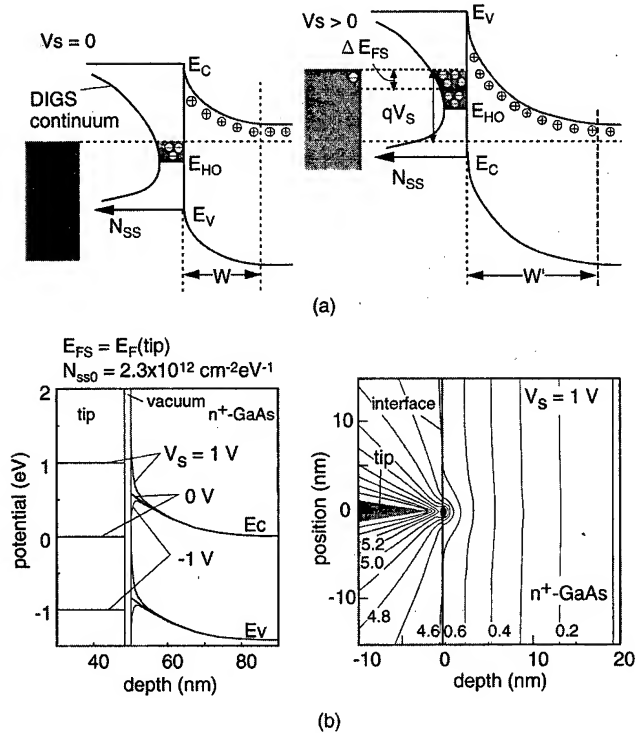 Vs = 0
E_C
DIGS
continuum
E_HO
N_SS
E_V
W
Vs > 0
E_V
Δ E_FS
qV_S
E_HO
E_C
N_SS
W'
(a)
E_FS = E_F(tip)
N_ss0 = 2.3x10^12 cm^-2eV^-1
2
1
0
-1
potential (eV)
tip
vacuum
n^+-GaAs
V_S = 1 V
0 V
-1 V
Ec
Ev
40
60
80
depth (nm)
interface
V_S = 1 V
tip
10
0
-10
position (nm)
5.2
5.0
4.8
4.6
0.6
0.4
0.2
n^+-GaAs
-10
0
10
20
depth (nm)
(b)